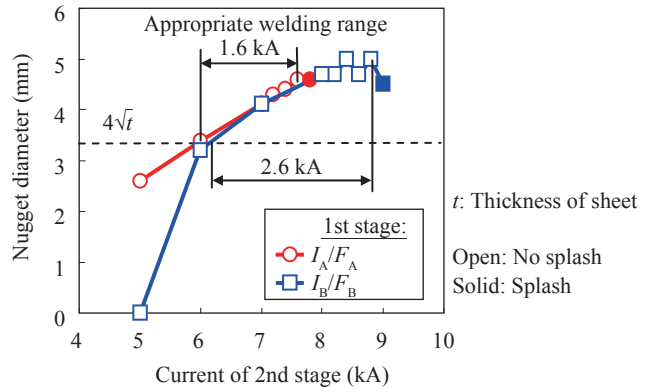 Appropriate welding range
1.6 kA
4√t
2.6 kA
1st stage:
I_A/F_A
I_B/F_B
t: Thickness of sheet
Open: No splash
Solid: Splash
Nugget diameter (mm)
6
5
4
3
2
1
0
4 5 6 7 8 9 10
Current of 2nd stage (kA)